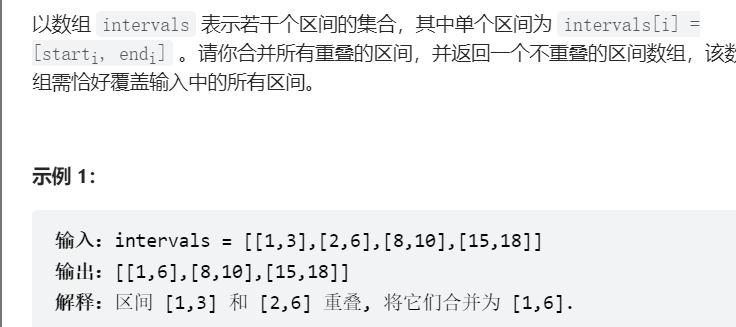 以数组 intervals 表示若干个区间的集合，其中单个区间为 intervals[i] =
[starti, endi] 。请你合并所有重叠的区间，并返回一个不重叠的区间数组，该数
组需恰好覆盖输入中的所有区间。
示例 1：
输入：intervals = [[1,3],[2,6],[8,10],[15,18]]
输出：[[1,6],[8,10],[15,18]]
解释：区间 [1,3] 和 [2,6] 重叠, 将它们合并为 [1,6].